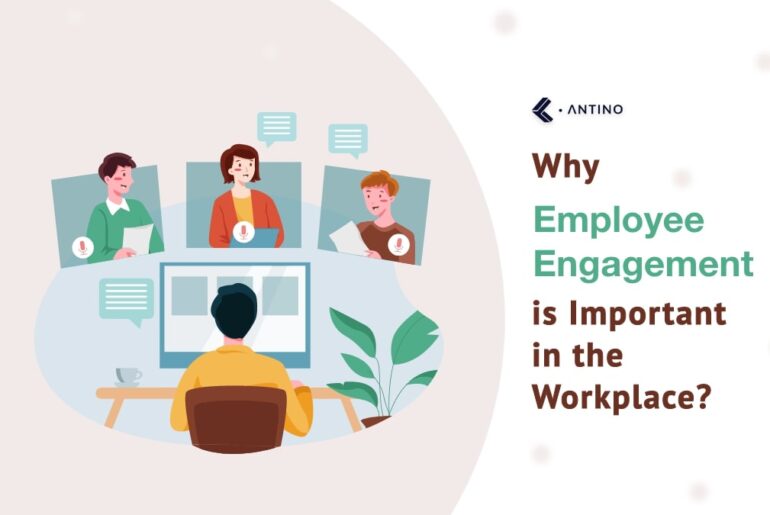 ANTINO
Why
Employee
Engagement
is Important
in the
Workplace?